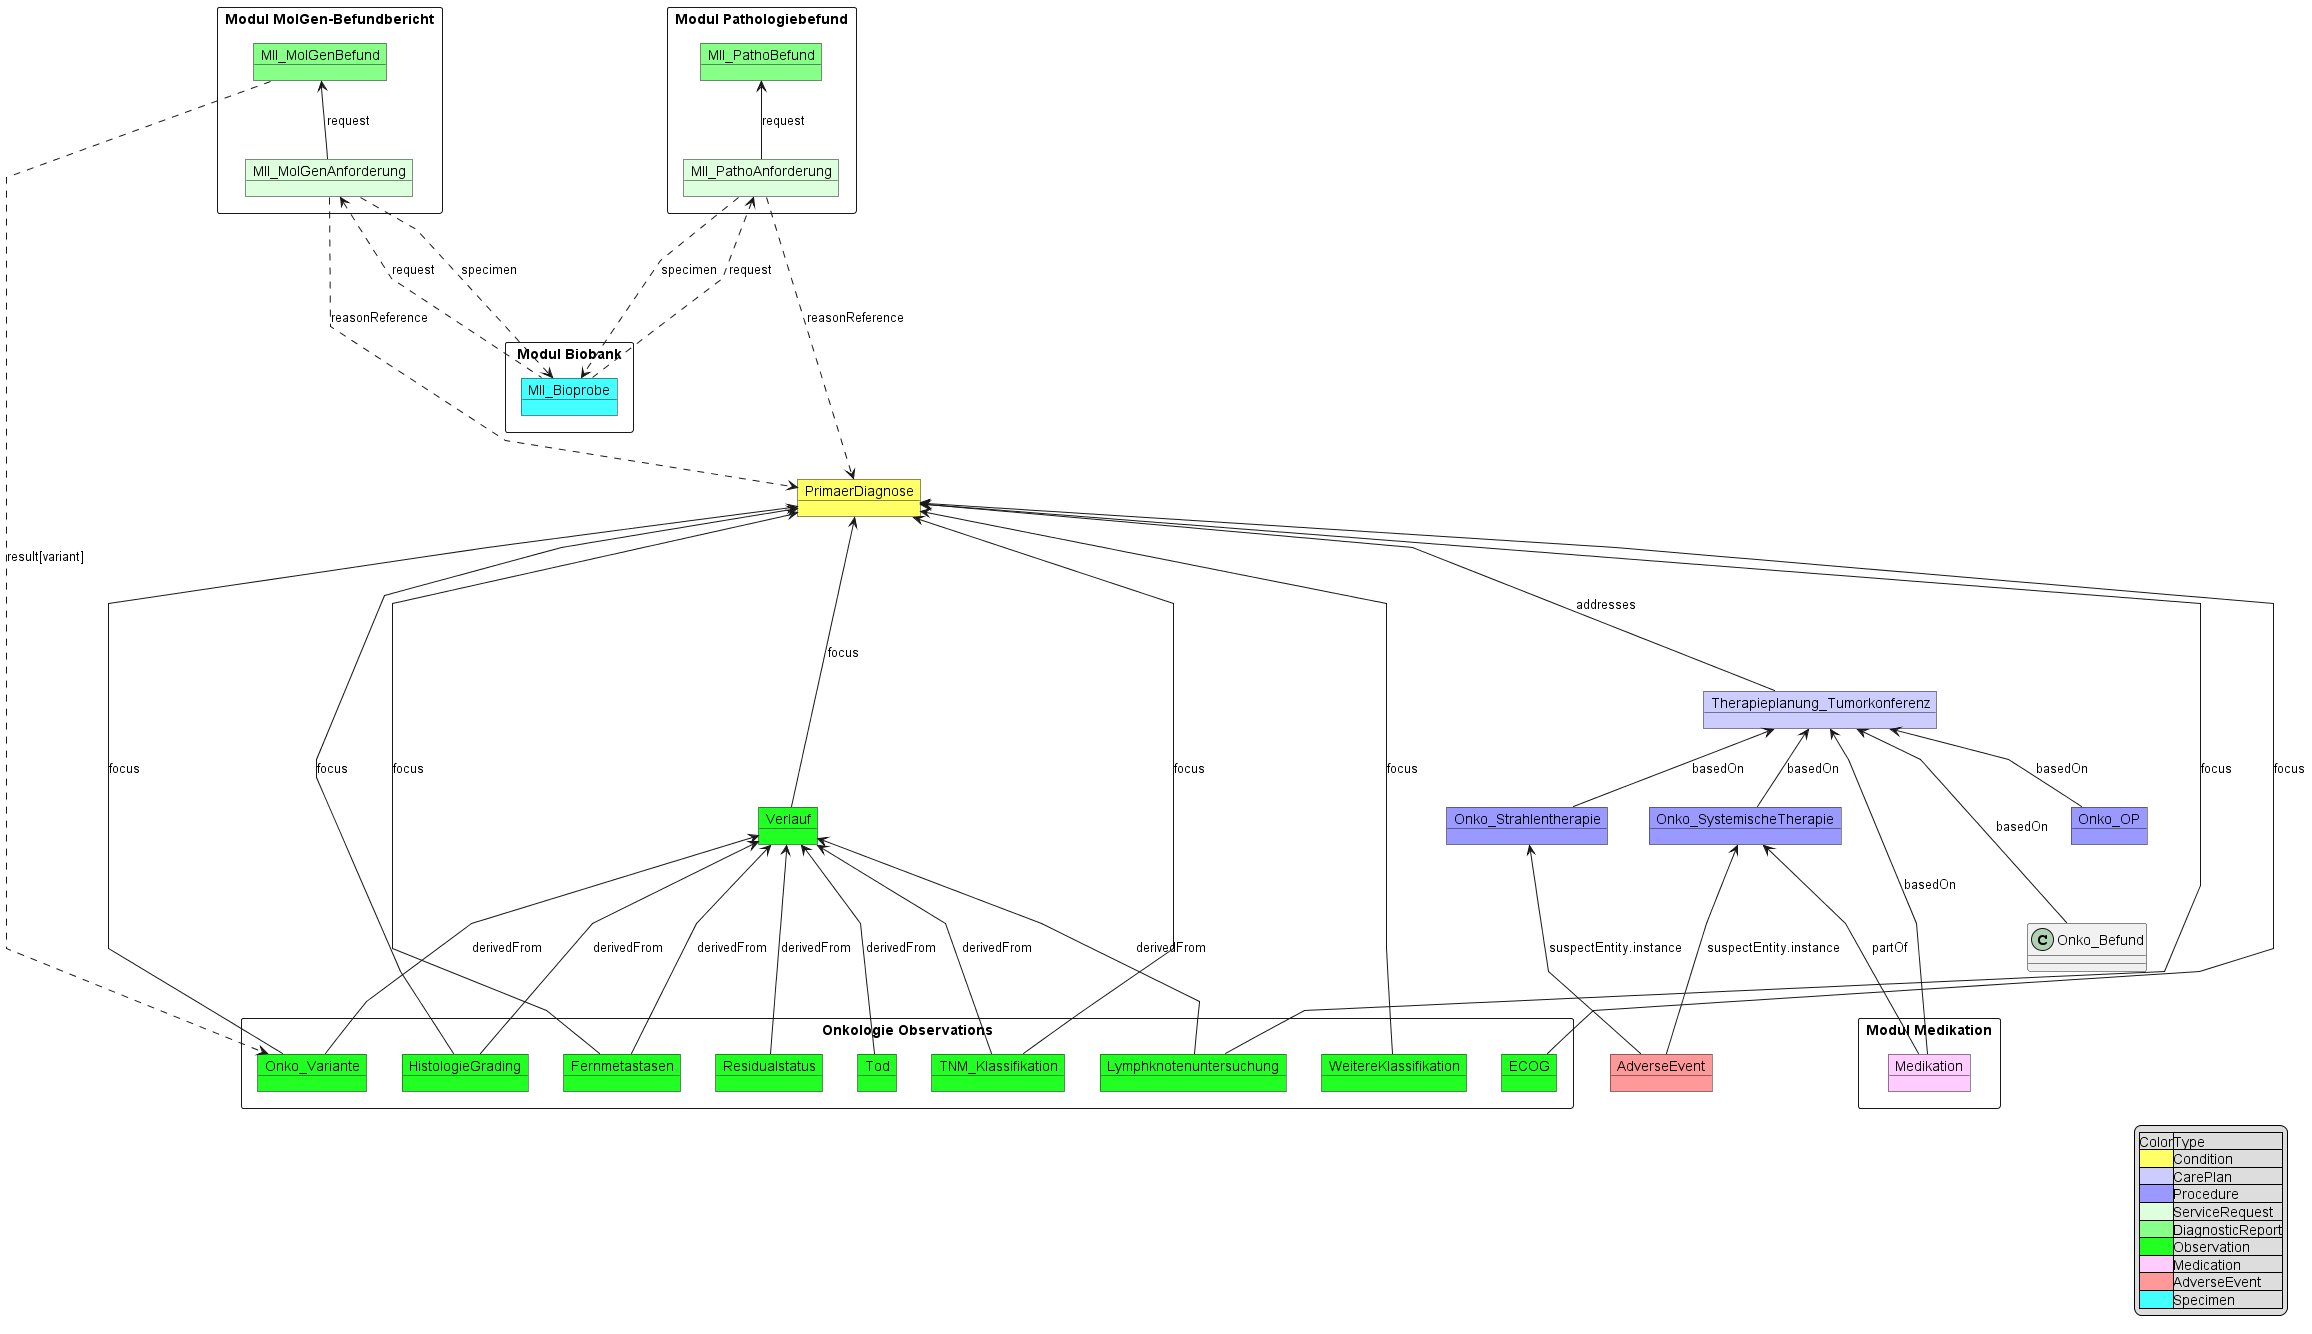 Modul MolGen-Befundbericht
Modul Pathologiebefund
MII_MolGenBefund
MII_PathoBefund
request
request
MII_MolGenAnforderung
MII_PathoAnforderung
request
specimen
specimen
request
reasonReference
reasonReference
Modul Biobank
MII_Bioprobe
PrimaerDiagnose
result[variant]
addresses
focus
Therapieplanung_Tumorkonferenz
focus
focus
focus
focus
focus
basedOn
basedOn
basedOn
focus
focus
Verlauf
Onko_Strahlentherapie
Onko_SystemischeTherapie
Onko_OP
basedOn
basedOn
C Onko_Befund
derivedFrom
derivedFrom
derivedFrom
derivedFrom
derivedFrom
derivedFrom
derivedFrom
suspectEntity.instance
suspectEntity.instance
partOf
Onkologie Observations
Modul Medikation
Onko_Variante
HistologieGrading
Fernmetastasen
Residualstatus
Tod
TNM_Klassifikation
Lymphknotenuntersuchung
WeitereKlassifikation
ECOG
AdverseEvent
Medikation
Color Type
Condition
CarePlan
Procedure
ServiceRequest
DiagnosticReport
Observation
Medication
AdverseEvent
Specimen